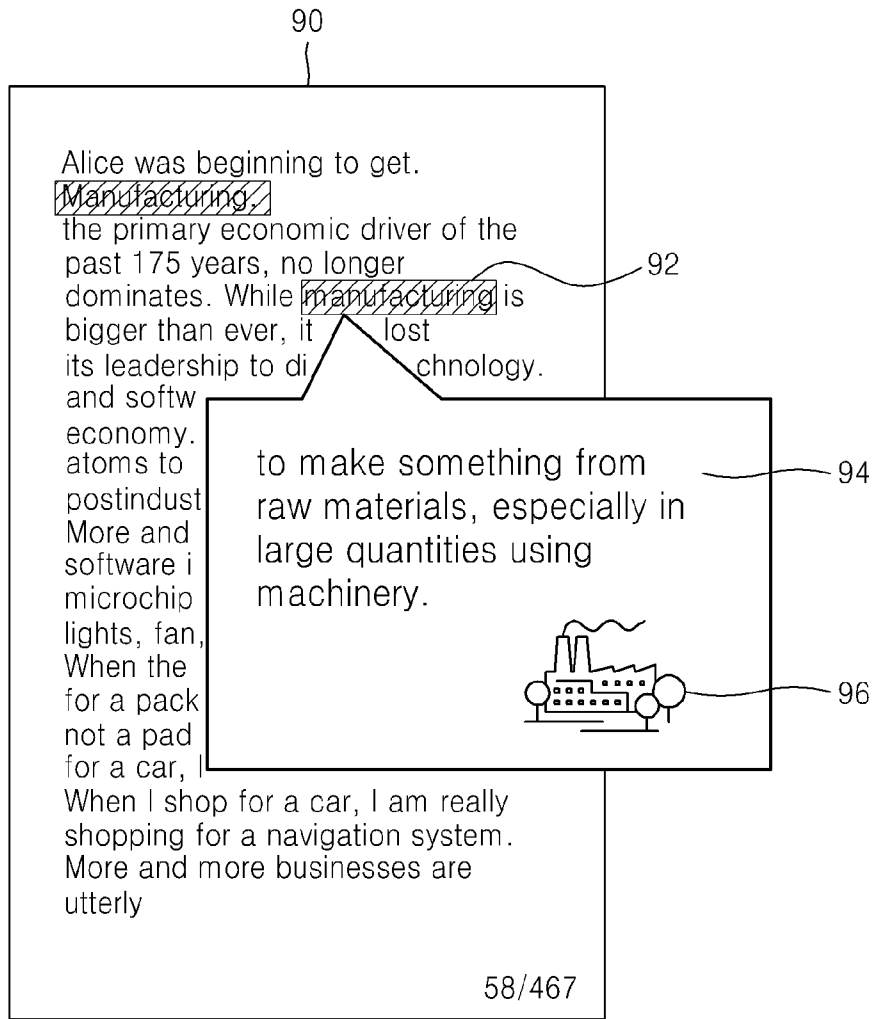 90
Alice was beginning to get.
Manufacturing,
the primary economic driver of the
past 175 years, no longer
92
dominates. While manufacturing is
bigger than ever, it lost
its leadership to di chnology.
and softw
economy.
atoms to
postindust
More and
software i
microchip
lights, fan,
When the
for a pack
not a pad
for a car, I
to make something from
raw materials, especially in
large quantities using
machinery.
94
96
When I shop for a car, I am really
shopping for a navigation system.
More and more businesses are
utterly
58/467